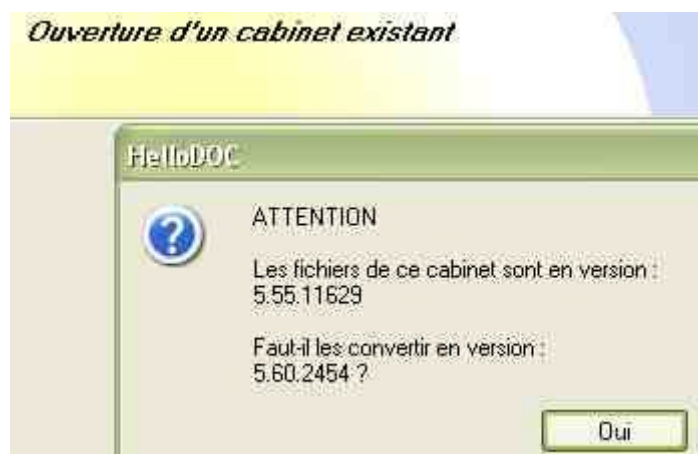 Ouverture d'un cabinet existant
HelloDOC
ATTENTION
Les fichiers de ce cabinet sont en version :
5.55.11629
Faut-il les convertir en version :
5.60.2454 ?
Oui